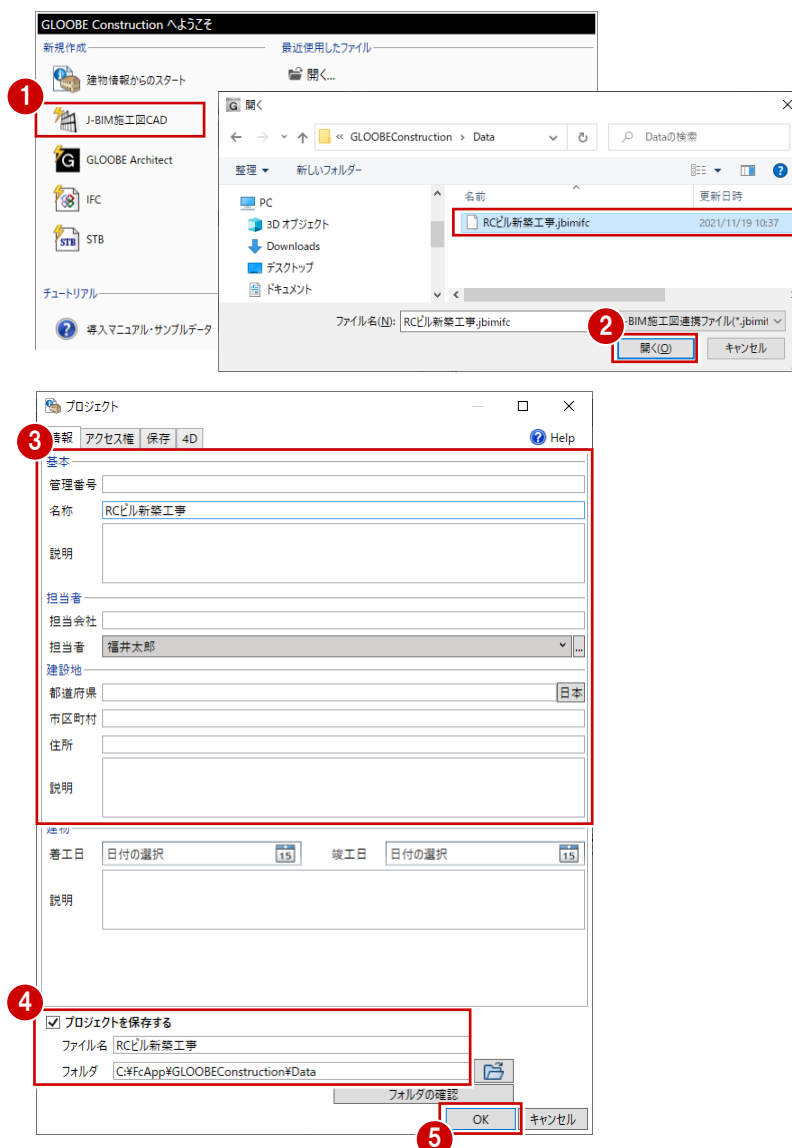 GLOOBE Construction へようこそ
新規作成
最近使用したファイル
建物情報からのスタート
開く...
1
J-BIM施工図CAD
GLOOBE Architect
IFC
STB
STB
チュートリアル
導入マニュアル・サンプルデータ
開く
« GLOOBEConstruction › Data
Dataの検索
整理
新しいフォルダー
PC
3D オブジェクト
Downloads
デスクトップ
ドキュメント
名前
更新日時
RCビル新築工事.jbimifc
2021/11/19 10:37
ファイル名(N):
RCビル新築工事.jbimifc
-BIM施工図連携ファイル(*.jbimif
2
開く(O)
キャンセル
プロジェクト
3
情報
アクセス権
保存
4D
Help
基本
管理番号
名称
RCビル新築工事
説明
担当者
担当会社
担当者
福井太郎
...
建設地
都道府県
日本
市区町村
住所
説明
建物
着工日
日付の選択
15
竣工日
日付の選択
15
説明
4
プロジェクトを保存する
ファイル名
RCビル新築工事
フォルダ
C:¥FcApp¥GLOOBEConstruction¥Data
フォルダの確認
OK
キャンセル
5